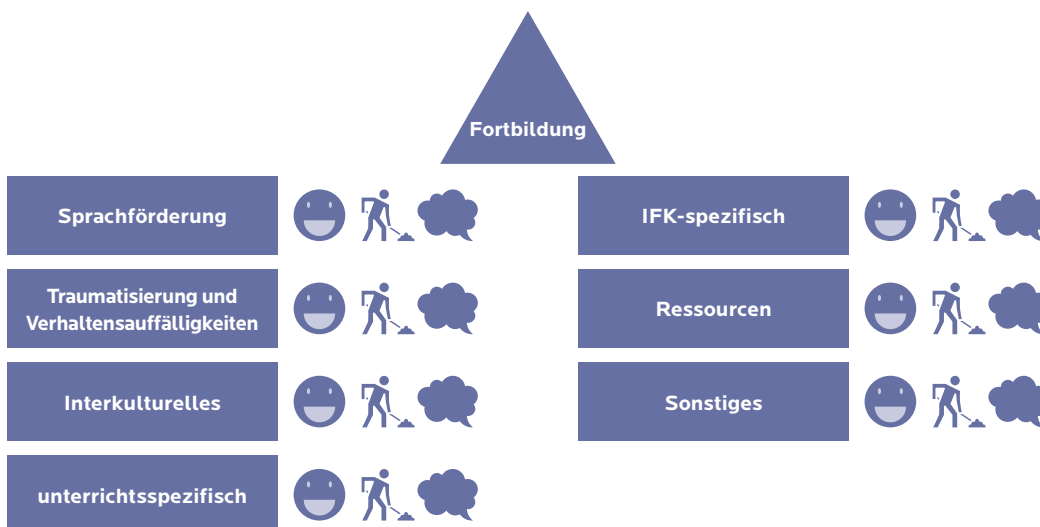 Fortbildung
Sprachförderung
Traumatisierung und
Verhaltensauffälligkeiten
Interkulturelles
unterrichtsspezifisch
IFK-spezifisch
Ressourcen
Sonstiges